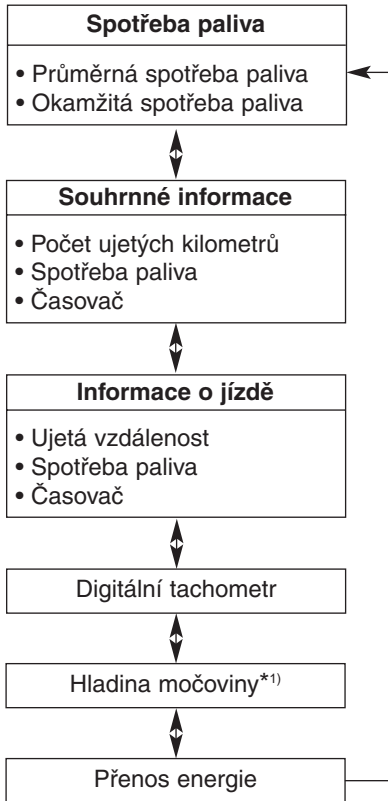 Spotřeba paliva
• Průměrná spotřeba paliva
• Okamžitá spotřeba paliva
Souhrnné informace
• Počet ujetých kilometrů
• Spotřeba paliva
• Časovač
Informace o jízdě
• Ujetá vzdálenost
• Spotřeba paliva
• Časovač
Digitální tachometr
Hladina močoviny*1)
Přenos energie